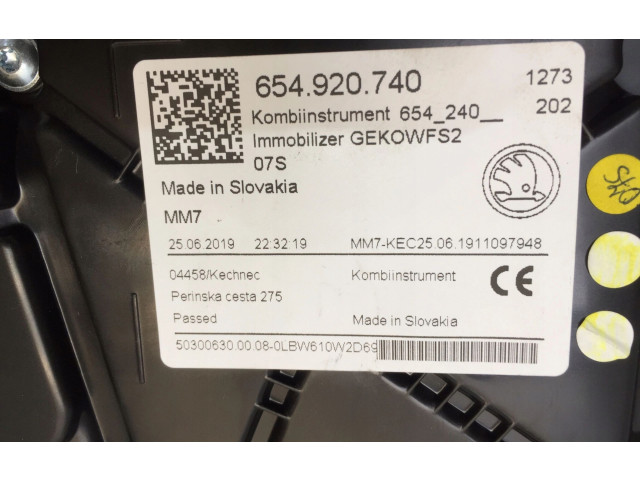 654.920.740 1273
Kombiinstrument 654_240__ 202
Immobilizer GEKOWFS2
07S
Made in Slovakia
MM7
25.06.2019 22:32:19 MM7-KEC25.06.1911097948
04458/Kechnec Kombiinstrument CE
Perinska cesta 275
Passed Made in Slovakia
50300630.00.08-0LBW610W2D69